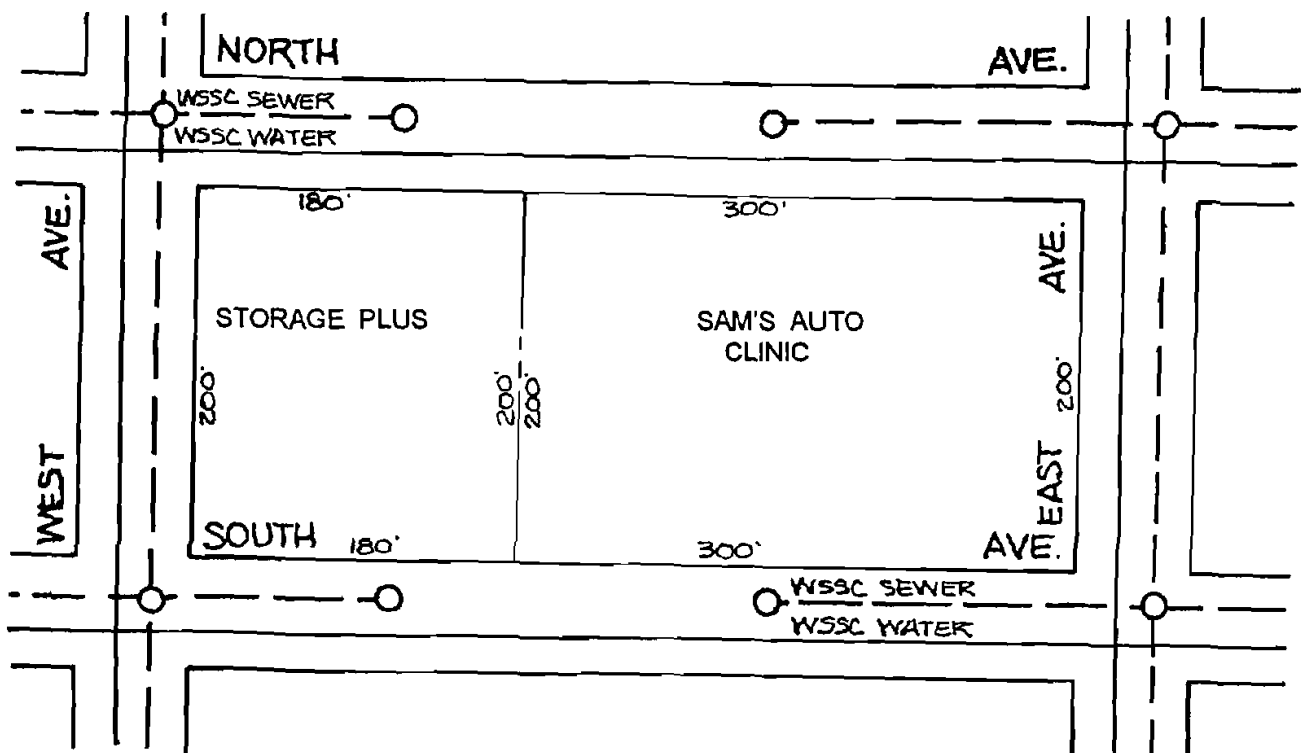 NORTH AVE.
WSSC SEWER
WSSC WATER
180'
300'
WEST AVE.
STORAGE PLUS
SAM'S AUTO
CLINIC
200'
200'
200'
200'
EAST AVE.
SOUTH AVE.
180'
300'
WSSC SEWER
WSSC WATER